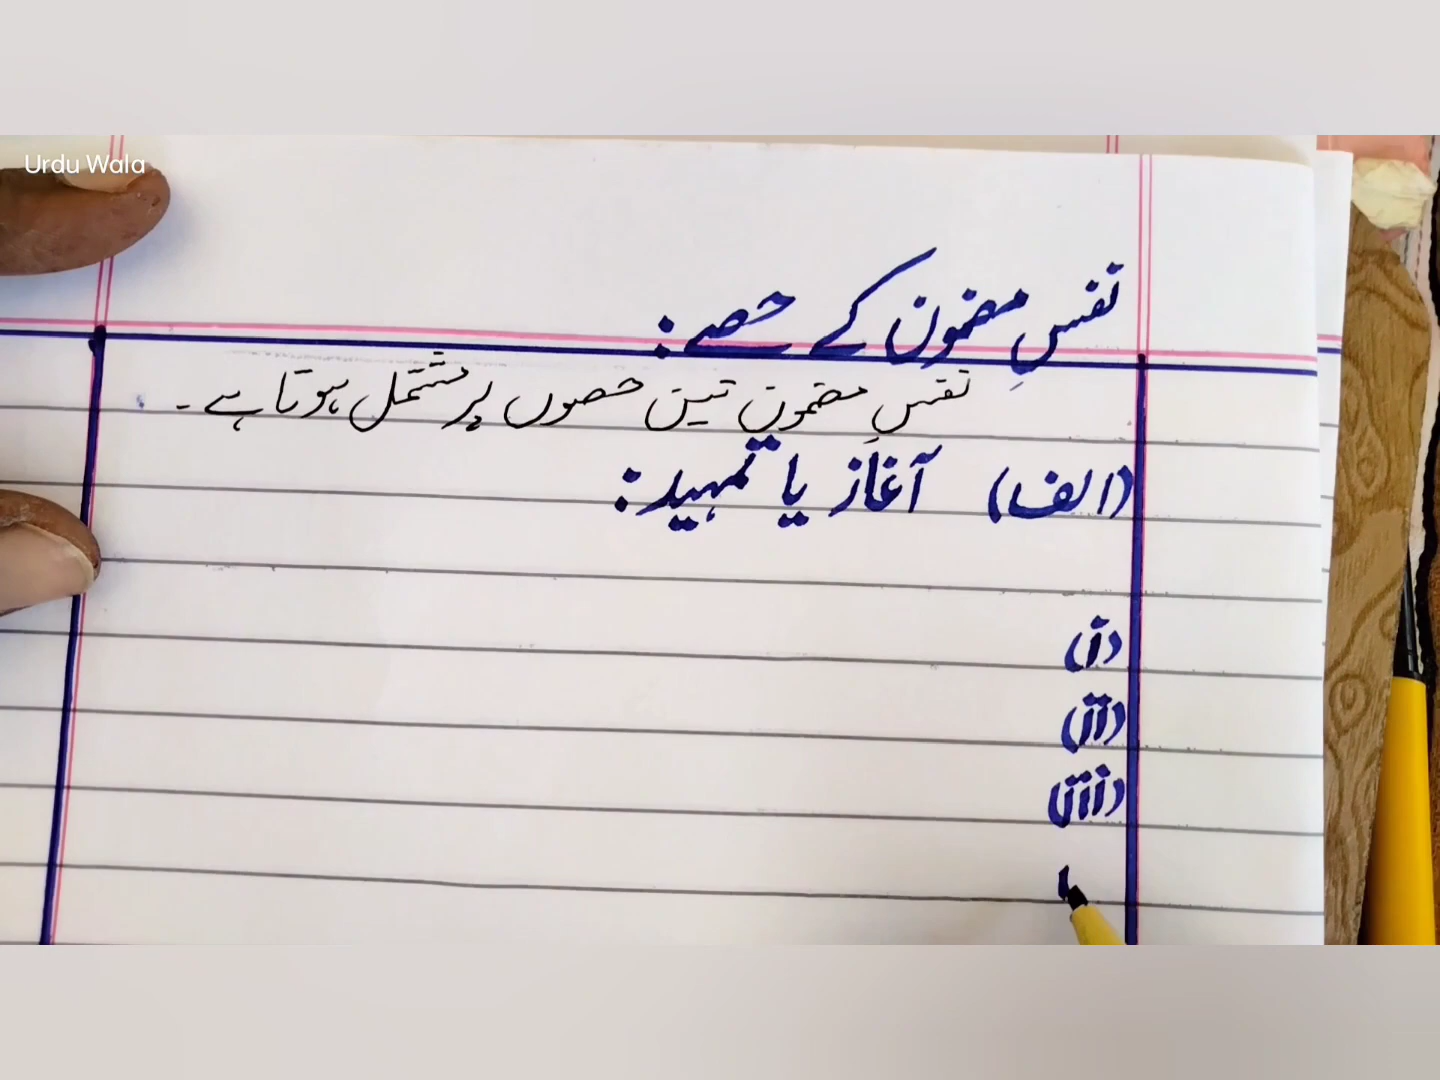 Urdu Wala
نفسِ مضمون کے حصے:
نفسِ مضمون تین حصوں پر مشتمل ہوتا ہے۔
(الف) آغاز یا تمہید:
(i)
(ii)
(iii)